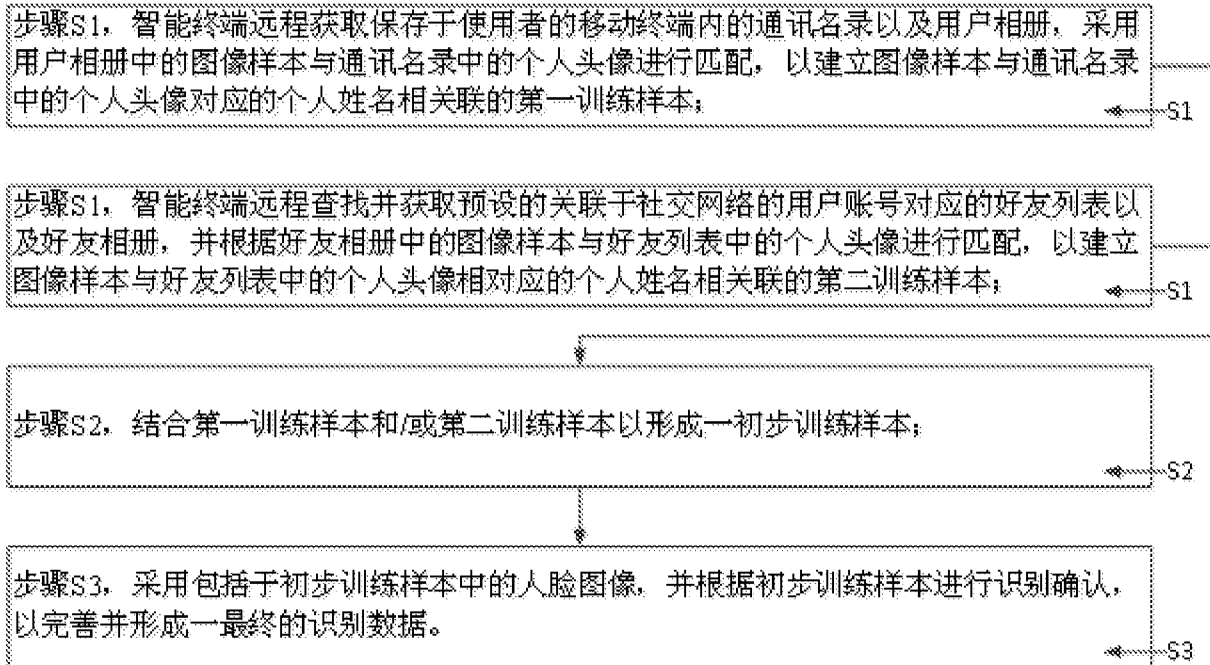 步骤S1，智能终端远程获取保存于使用者的移动终端内的通讯名录以及用户相册，采用
用户相册中的图像样本与通讯名录中的个人头像进行匹配，以建立图像样本与通讯名录
中的个人头像对应的个人姓名相关联的第一训练样本；
S1
步骤S1，智能终端远程查找并获取预设的关联于社交网络的用户账号对应的好友列表以
及好友相册，并根据好友相册中的图像样本与好友列表中的个人头像进行匹配，以建立
图像样本与好友列表中的个人头像相对应的个人姓名相关联的第二训练样本；
S1
步骤S2，结合第一训练样本和/或第二训练样本以形成一初步训练样本；
S2
步骤S3，采用包括于初步训练样本中的人脸图像，并根据初步训练样本进行识别确认，
以完善并形成一最终的识别数据。
S3